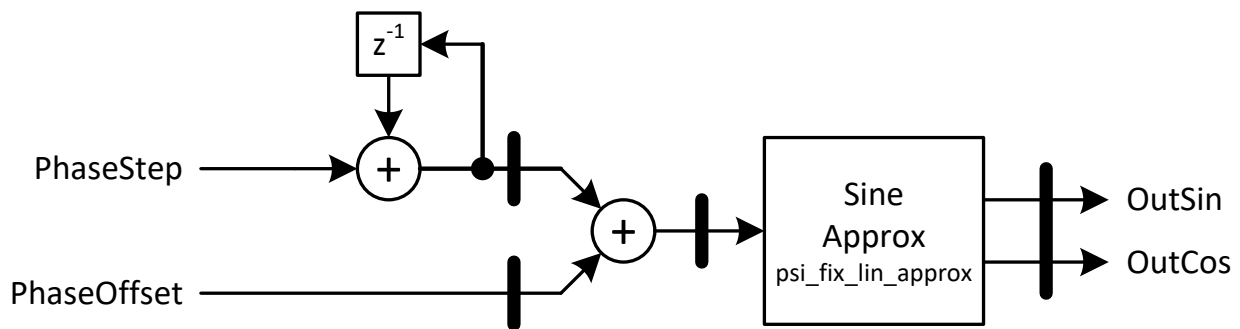 z⁻¹
PhaseStep
+
+
PhaseOffset
Sine
Approx
psi_fix_lin_approx
OutSin
OutCos